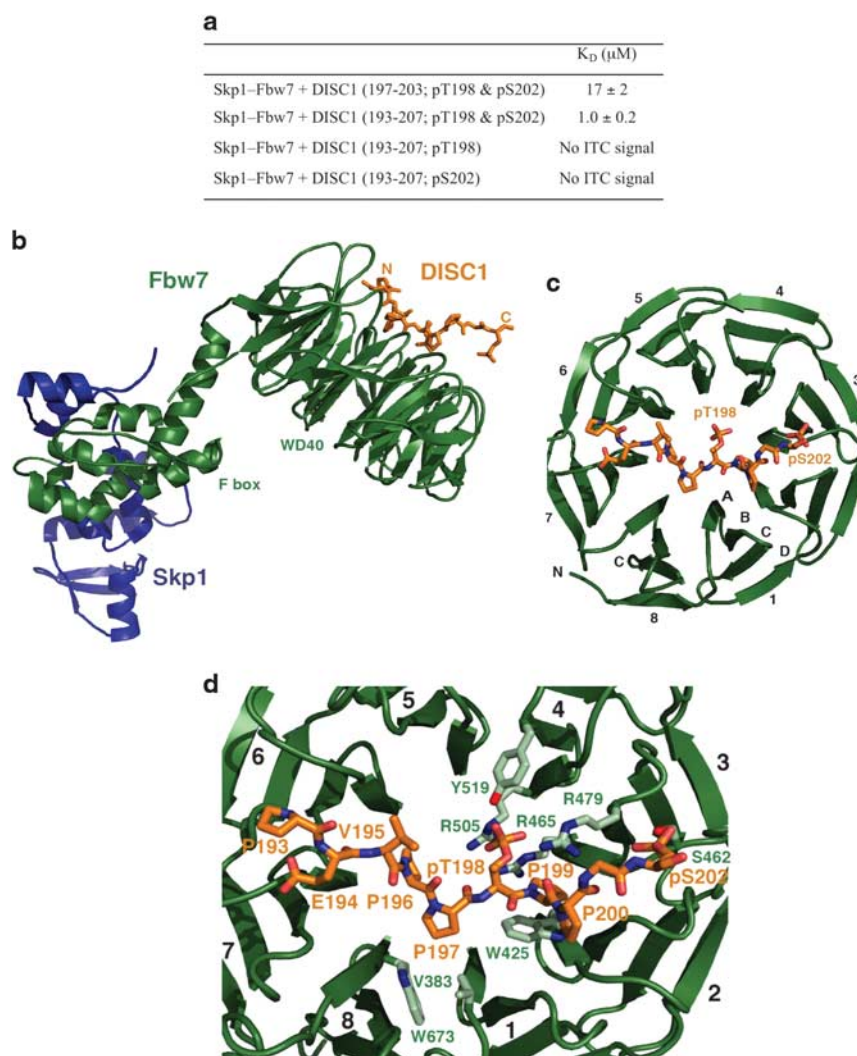 a
K_D (μM)
Skp1–Fbw7 + DISC1 (197-203; pT198 & pS202) 17 ± 2
Skp1–Fbw7 + DISC1 (193-207; pT198 & pS202) 1.0 ± 0.2
Skp1–Fbw7 + DISC1 (193-207; pT198) No ITC signal
Skp1–Fbw7 + DISC1 (193-207; pS202) No ITC signal
b
Fbw7
N
DISC1
C
WD40
F box
Skp1
c
5
4
6
3
pT198
pS202
A
B
C
D
7
C
N
1
8
d
5
4
6
3
Y519
R479
R505
R465
V195
P193
pT198
P199
S462
pS202
E194
P196
P200
P197
W425
7
V383
2
8
1
W673